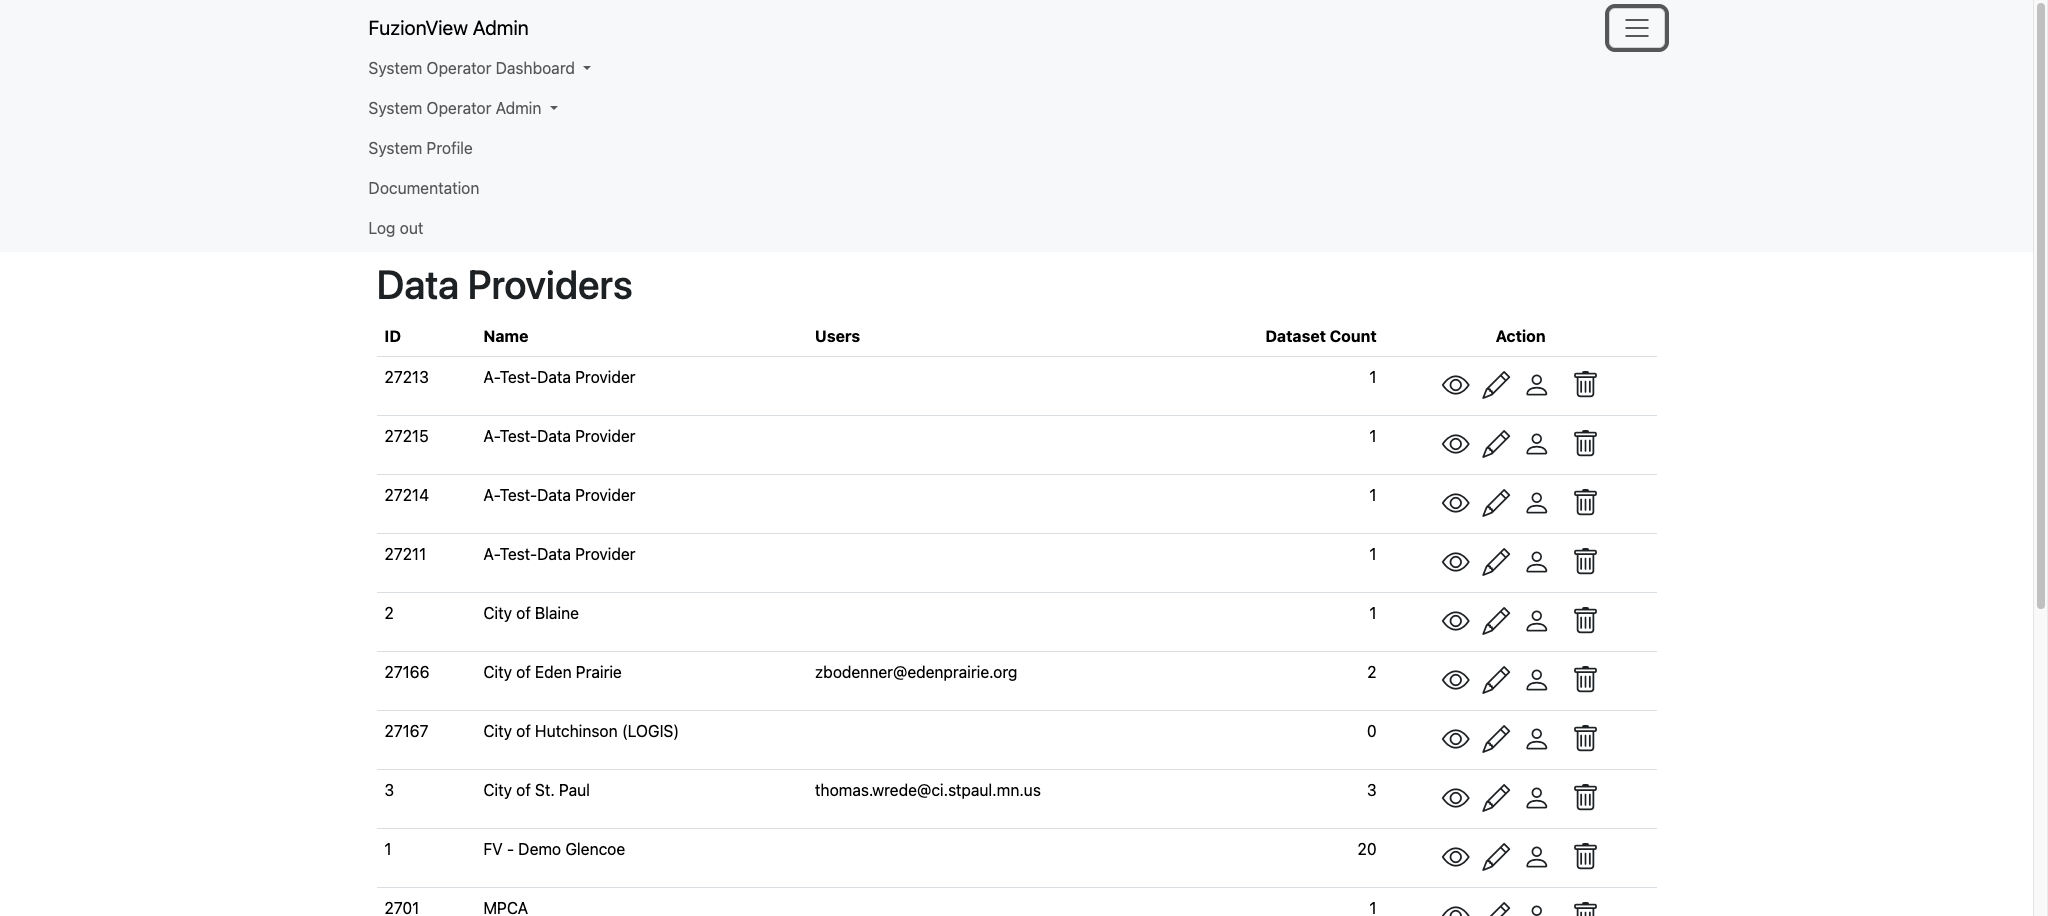 FuzionView Admin
System Operator Dashboard
System Operator Admin
System Profile
Documentation
Log out
Data Providers
ID Name Users Dataset Count Action
27213 A-Test-Data Provider 1
27215 A-Test-Data Provider 1
27214 A-Test-Data Provider 1
27211 A-Test-Data Provider 1
2 City of Blaine 1
27166 City of Eden Prairie zbodenner@edenprairie.org 2
27167 City of Hutchinson (LOGIS) 0
3 City of St. Paul thomas.wrede@ci.stpaul.mn.us 3
1 FV - Demo Glencoe 20
2701 MPCA 1